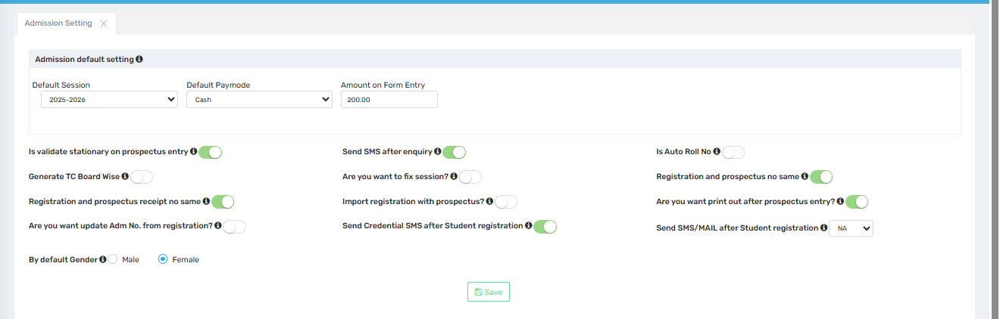 Admission Setting
Admission default setting
Default Session Default Paymode Amount on Form Entry
2025-2026 Cash 200.00
Is validate stationary on prospectus entry Send SMS after enquiry Is Auto Roll No
Generate TC Board Wise Are you want to fix session? Registration and prospectus no same
Registration and prospectus receipt no same Import registration with prospectus? Are you want print out after prospectus entry?
Are you want update Adm No. from registration? Send Credential SMS after Student registration Send SMS/MAIL after Student registration NA
By default Gender Male Female
Save